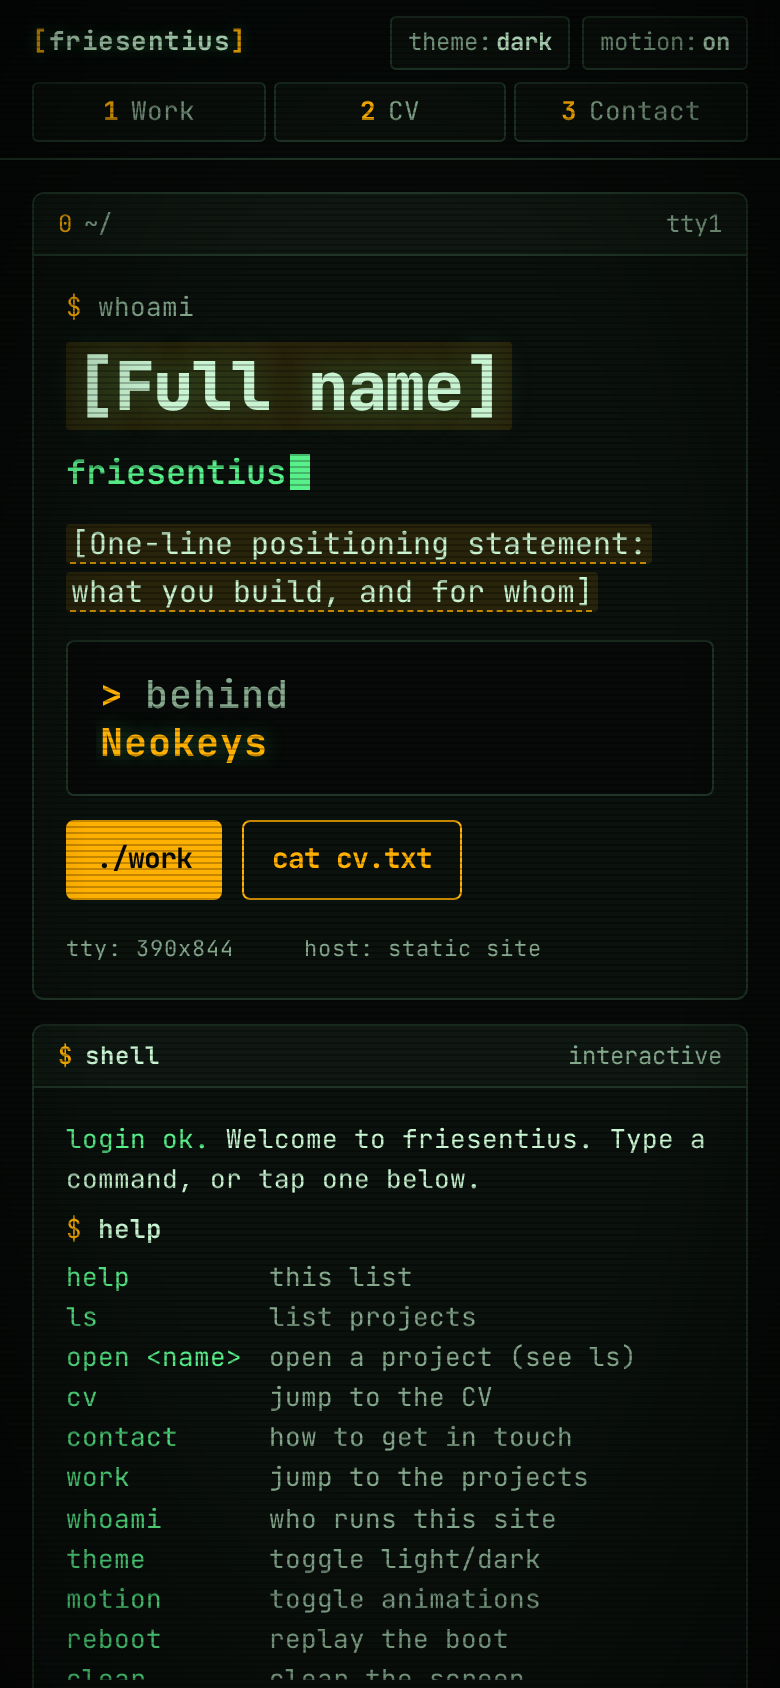 [friesentius]
theme: dark
motion: on
1 Work
2 CV
3 Contact
0 ~/
tty1
$ whoami
[Full name]
friesentius
[One-line positioning statement:
what you build, and for whom]
> behind
Neokeys
./work
cat cv.txt
tty: 390x844
host: static site
$ shell
interactive
login ok. Welcome to friesentius. Type a
command, or tap one below.
$ help
help this list
ls list projects
open <name> open a project (see ls)
cv jump to the CV
contact how to get in touch
work jump to the projects
whoami who runs this site
theme toggle light/dark
motion toggle animations
reboot replay the boot
clear clear the screen